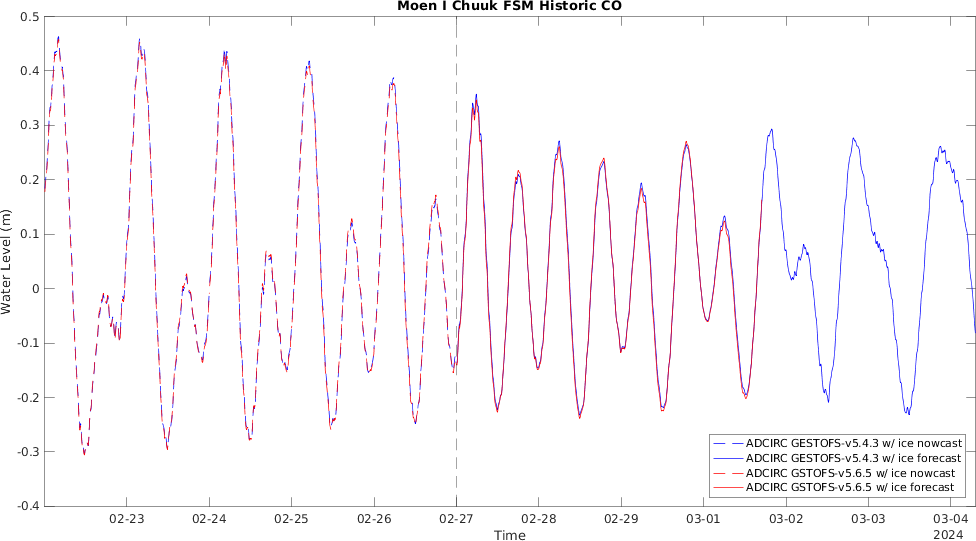 Moen I Chuuk FSM Historic CO
0.5
0.4
0.3
0.2
0.1
0
-0.1
-0.2
-0.3
-0.4
Water Level (m)
02-23 02-24 02-25 02-26 02-27 02-28 02-29 03-01 03-02 03-03 03-04
Time
2024
ADCIRC GESTOFS-v5.4.3 w/ ice nowcast
ADCIRC GESTOFS-v5.4.3 w/ ice forecast
ADCIRC GSTOFS-v5.6.5 w/ ice nowcast
ADCIRC GSTOFS-v5.6.5 w/ ice forecast